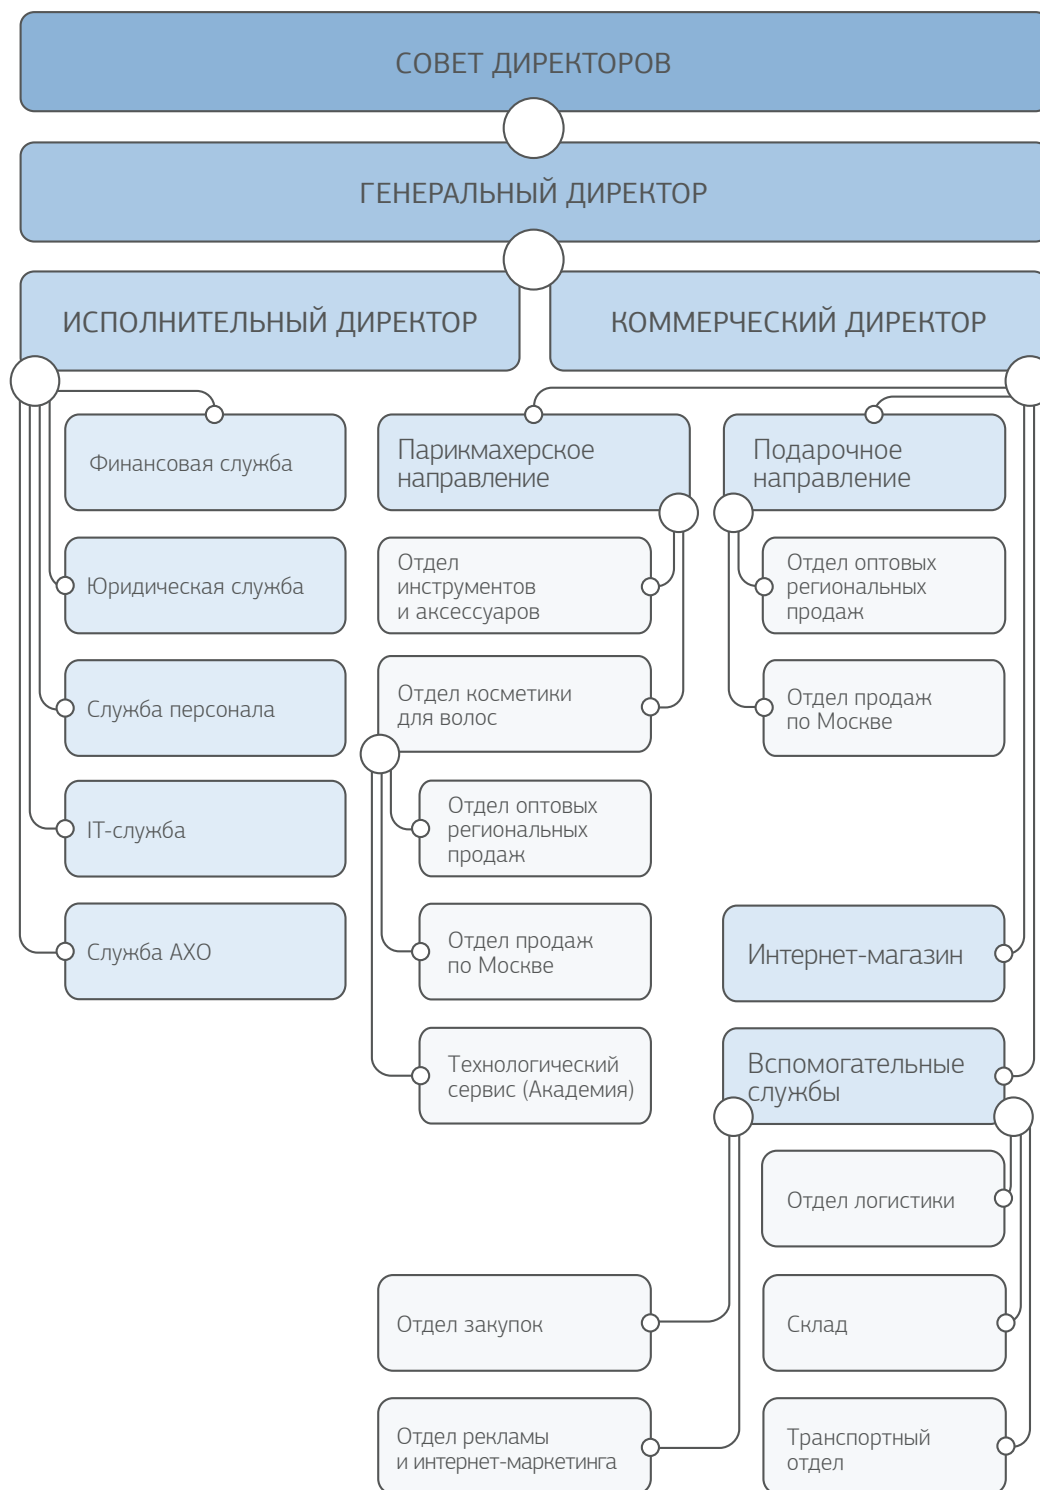 СОВЕТ ДИРЕКТОРОВ
ГЕНЕРАЛЬНЫЙ ДИРЕКТОР
ИСПОЛНИТЕЛЬНЫЙ ДИРЕКТОР
КОММЕРЧЕСКИЙ ДИРЕКТОР
Финансовая служба
Юридическая служба
Служба персонала
IT-служба
Служба АХО
Парикмахерское
направление
Отдел
инструментов
и аксессуаров
Отдел косметики
для волос
Отдел оптовых
региональных
продаж
Отдел продаж
по Москве
Технологический
сервис (Академия)
Подарочное
направление
Отдел оптовых
региональных
продаж
Отдел продаж
по Москве
Интернет-магазин
Вспомогательные
службы
Отдел логистики
Отдел закупок
Склад
Отдел рекламы
и интернет-маркетинга
Транспортный
отдел